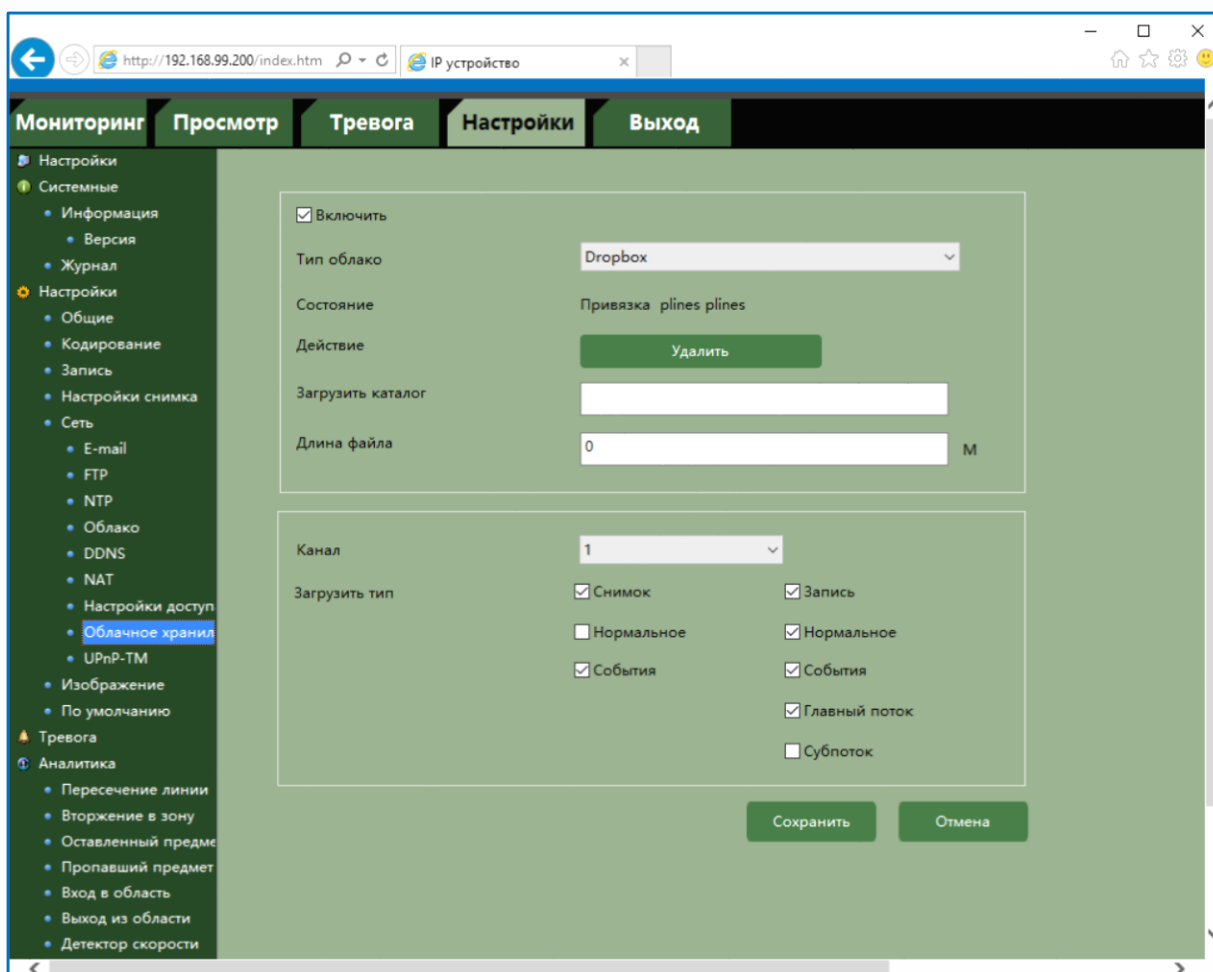 http://192.168.99.200/index.htm
IP устройство
Мониторинг Просмотр Тревога Настройки Выход
Настройки
Системные
Информация
Версия
Журнал
Настройки
Общие
Кодирование
Запись
Настройки снимка
Сеть
E-mail
FTP
NTP
Облако
DDNS
NAT
Настройки доступ
Облачное хранил
UPnP-TM
Изображение
По умолчанию
Тревога
Аналитика
Пересечение линии
Вторжение в зону
Оставленный предме
Пропавший предмет
Вход в область
Выход из области
Детектор скорости
Включить
Тип облако Dropbox
Состояние Привязка plines plines
Действие Удалить
Загрузить каталог
Длина файла 0 M
Канал 1
Загрузить тип Снимок Запись
Нормальное Нормальное
События События
Главный поток
Субпоток
Сохранить Отмена